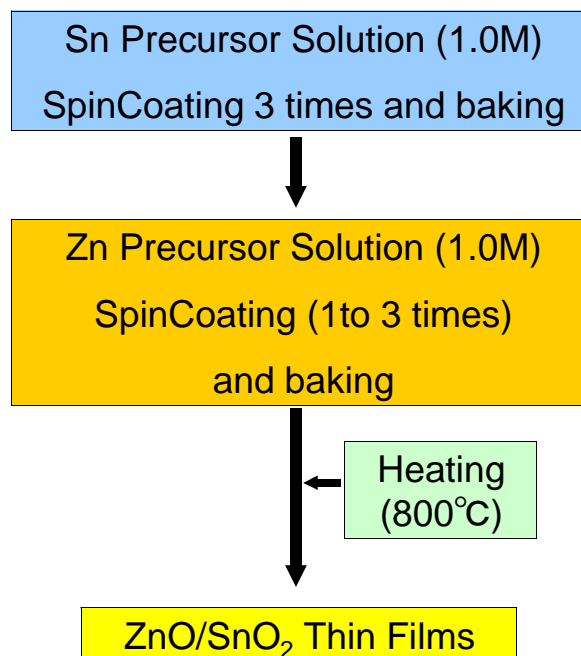 Sn Precursor Solution (1.0M)
SpinCoating 3 times and baking
Zn Precursor Solution (1.0M)
SpinCoating (1to 3 times)
and baking
Heating
(800℃)
ZnO/SnO₂ Thin Films